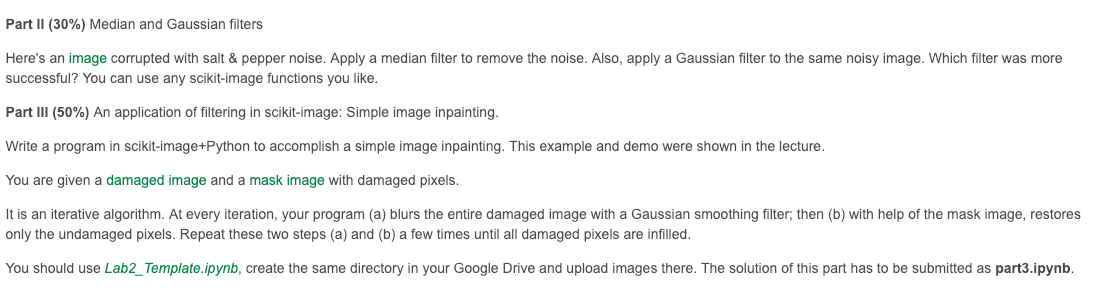 Part II (30%) Median and Gaussian filters
Here's an image corrupted with salt & pepper noise. Apply a median filter to remove the noise. Also, apply a Gaussian filter to the same noisy image. Which filter was more
successful? You can use any scikit-image functions you like.
Part III (50%) An application of filtering in scikit-image: Simple image inpainting.
Write a program in scikit-image+Python to accomplish a simple image inpainting. This example and demo were shown in the lecture.
You are given a damaged image and a mask image with damaged pixels.
It is an iterative algorithm. At every iteration, your program (a) blurs the entire damaged image with a Gaussian smoothing filter; then (b) with help of the mask image, restores
only the undamaged pixels. Repeat these two steps (a) and (b) a few times until all damaged pixels are infilled.
You should use Lab2_Template.ipynb, create the same directory in your Google Drive and upload images there. The solution of this part has to be submitted as part3.ipynb.